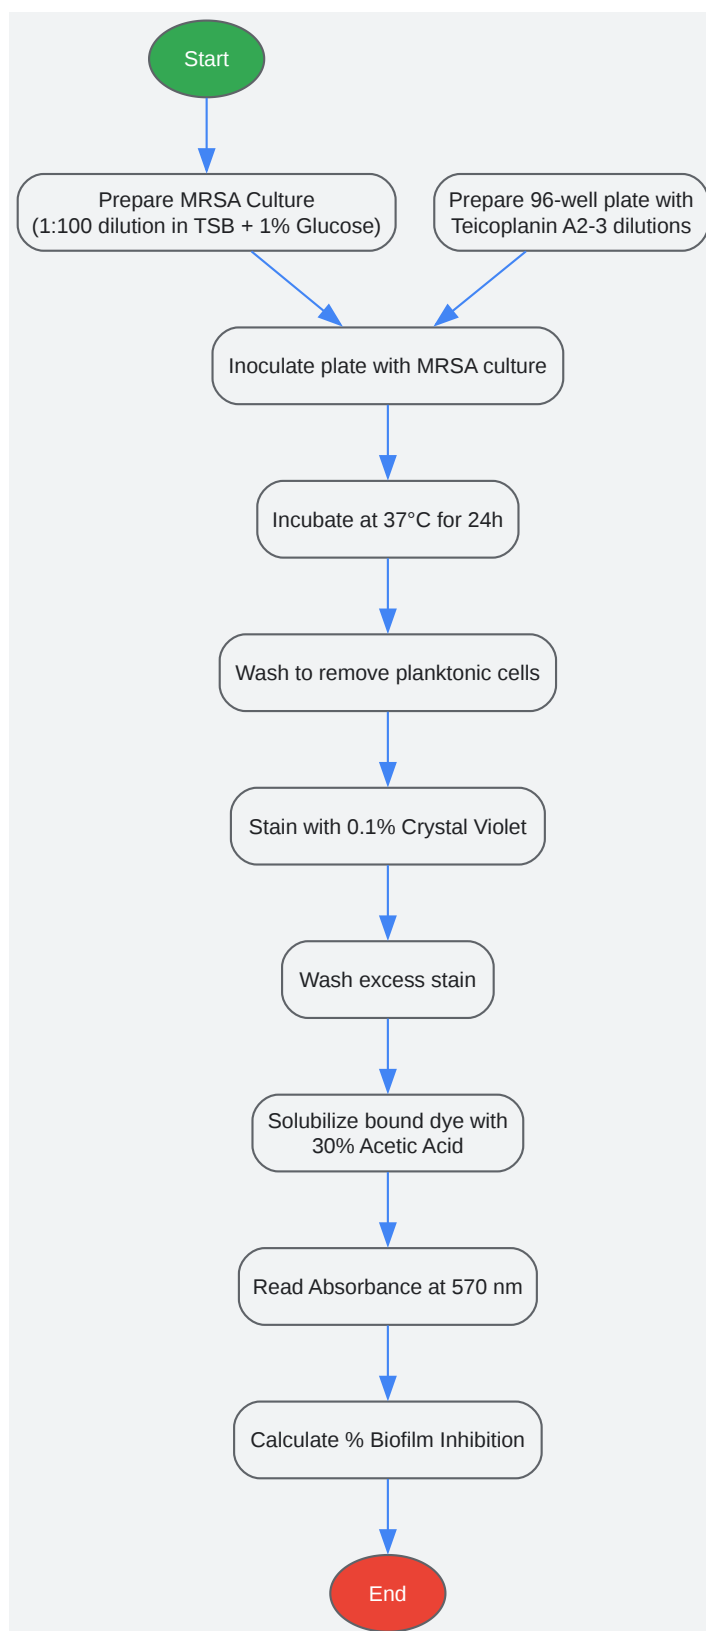 Start
Prepare MRSA Culture
(1:100 dilution in TSB + 1% Glucose)
Prepare 96-well plate with
Teicoplanin A2-3 dilutions
Inoculate plate with MRSA culture
Incubate at 37°C for 24h
Wash to remove planktonic cells
Stain with 0.1% Crystal Violet
Wash excess stain
Solubilize bound dye with
30% Acetic Acid
Read Absorbance at 570 nm
Calculate % Biofilm Inhibition
End